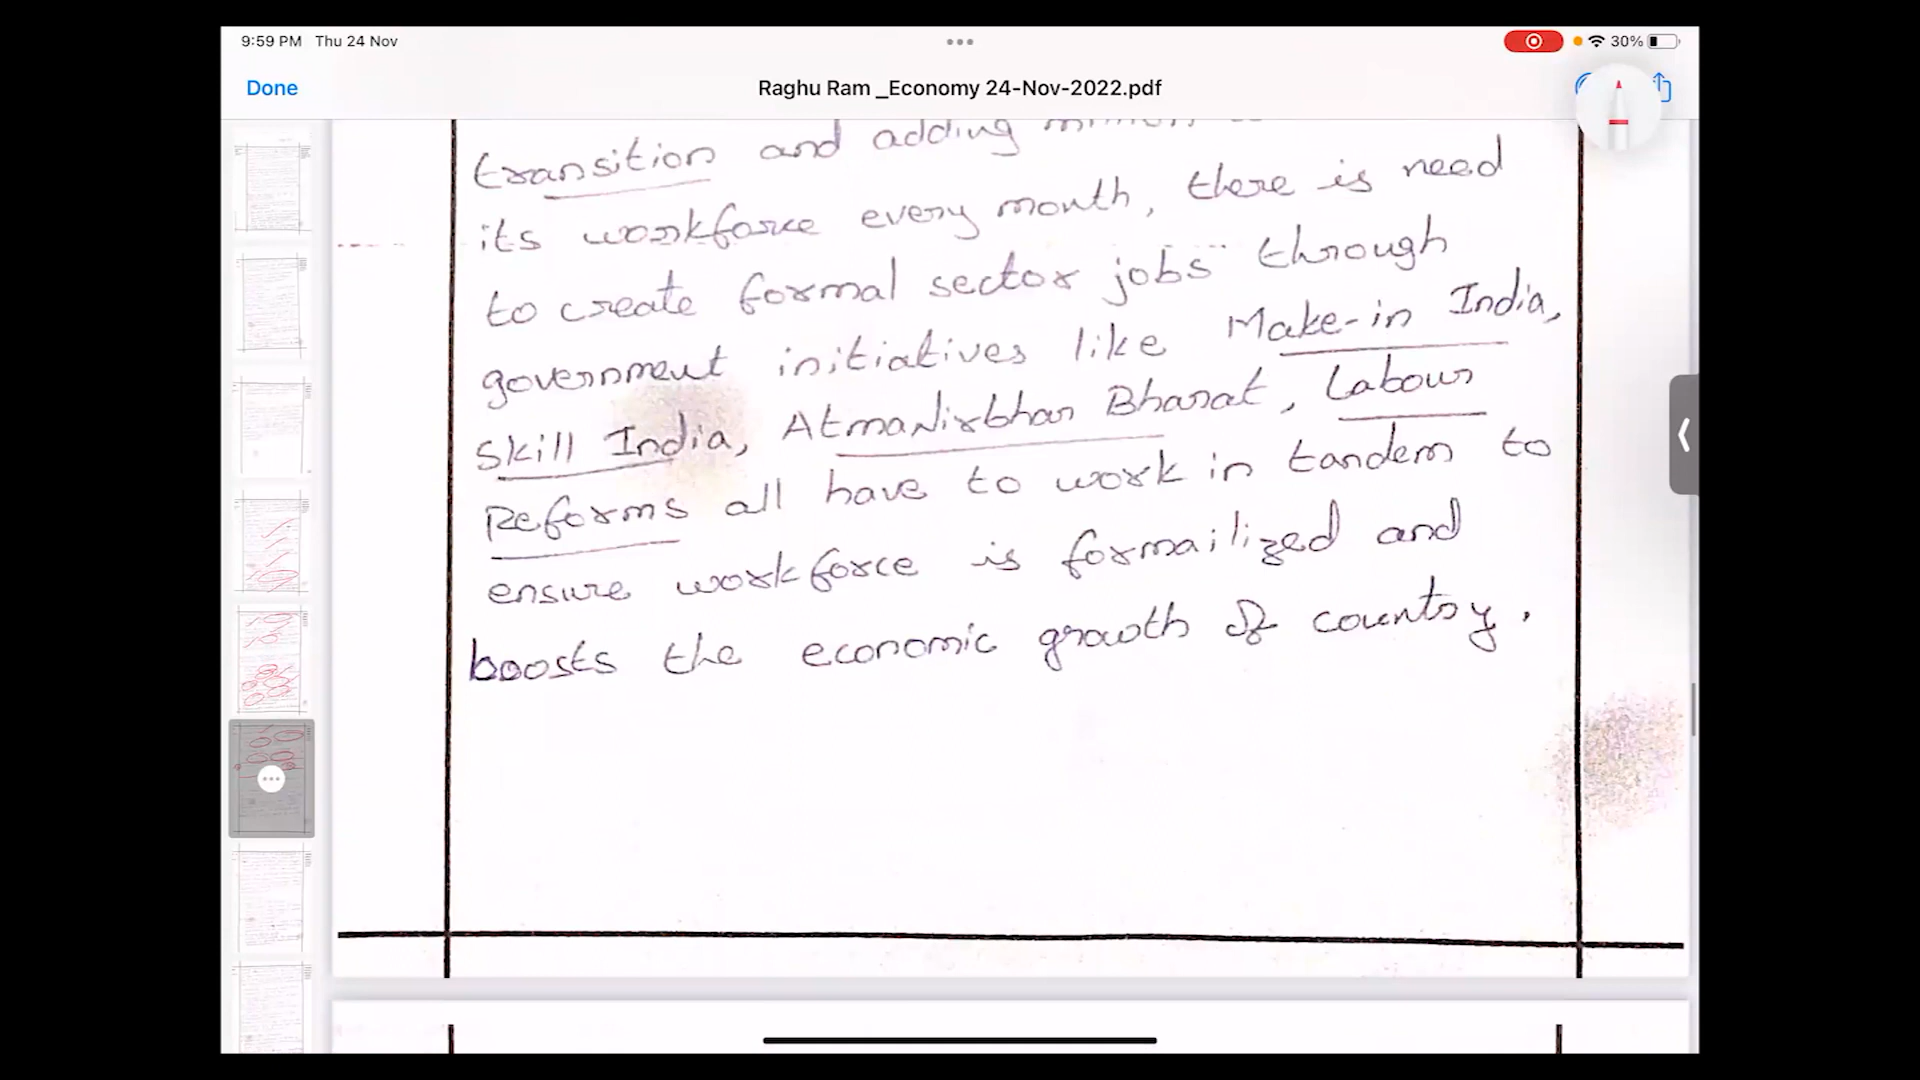 9:59 PM Thu 24 Nov
30%
Done
Raghu Ram _Economy 24-Nov-2022.pdf
transition and adding
its workforce every month, there is need
to create formal sector jobs through
government initiatives like Make-in India,
Skill India, AtmaNirbhar Bharat, Labour
Reforms all have to work in tandem to
ensure workforce is formailized and
boosts the economic growth of country.